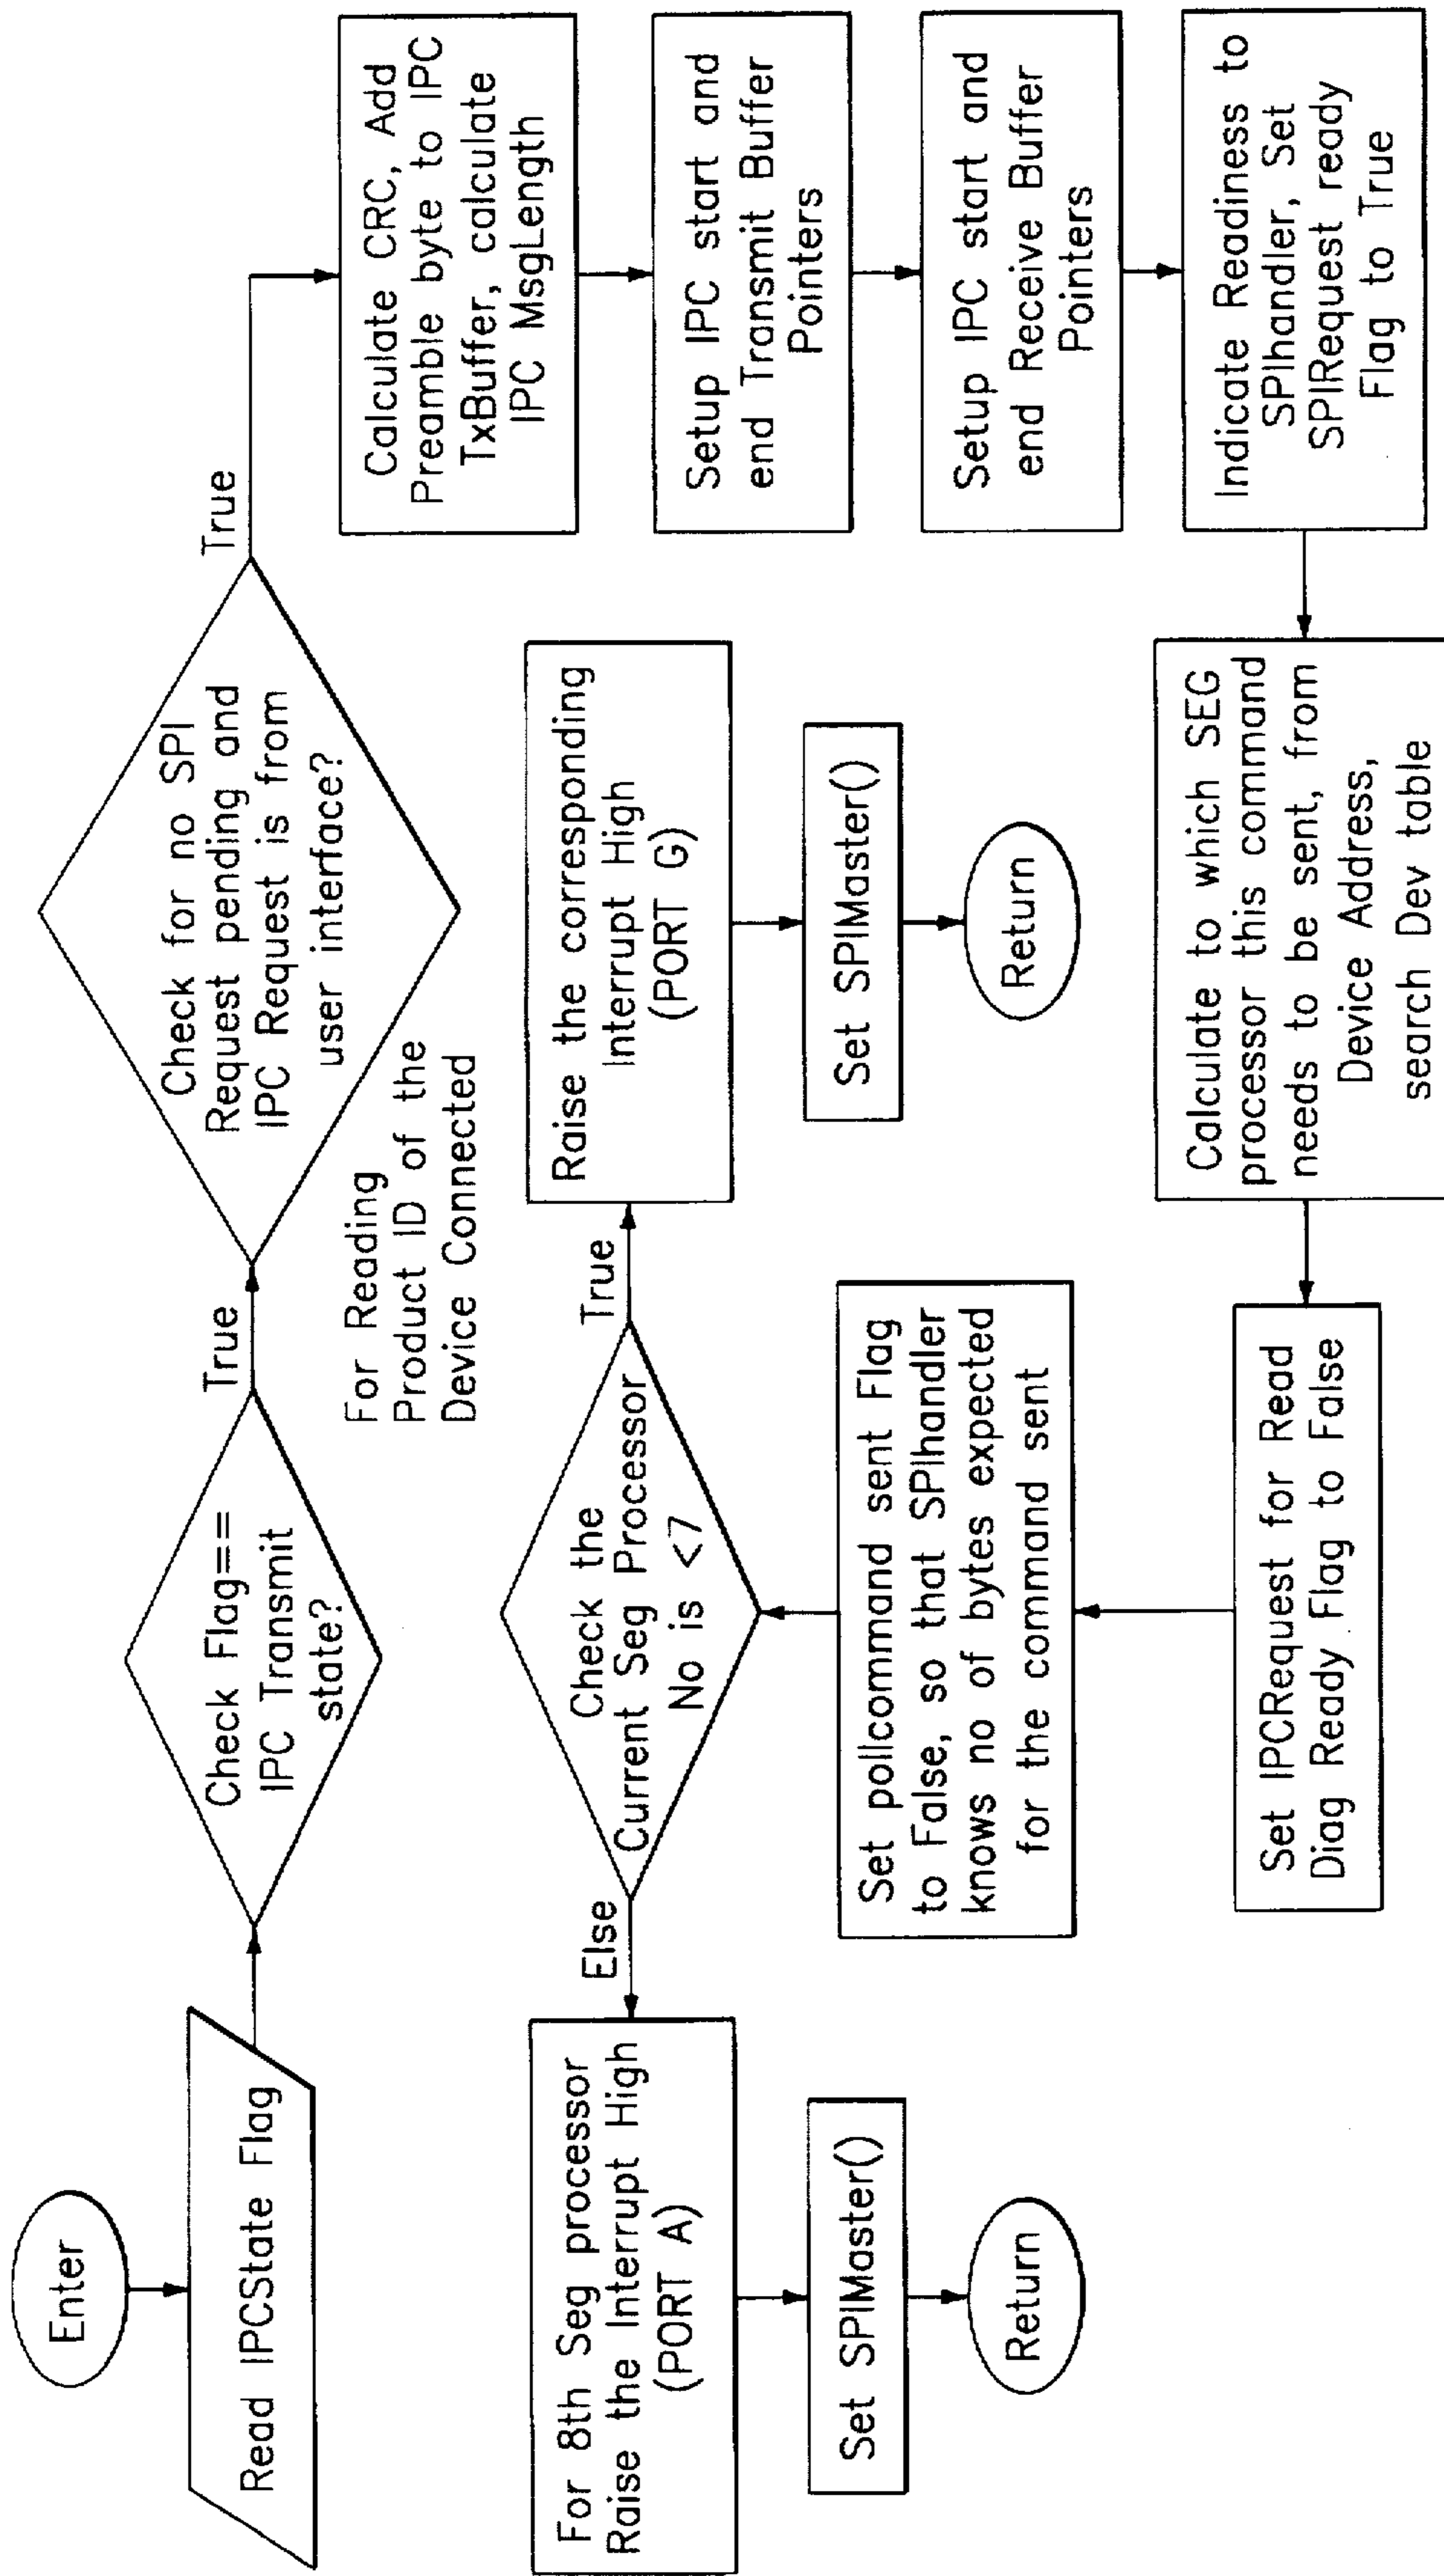 Enter
Read IPCState Flag
Check Flag==
IPC Transmit
state?
True
Check for no SPI
Request pending and
IPC Request is from
user interface?
True
For Reading
Product ID of the
Device Connected
Calculate CRC, Add
Preamble byte to IPC
TxBuffer, calculate
IPC MsgLength
Setup IPC start and
end Transmit Buffer
Pointers
Setup IPC start and
end Receive Buffer
Pointers
Indicate Readiness to
SPIhandler, Set
SPIRequest ready
Flag to True
Calculate to which SEG
processor this command
needs to be sent, from
Device Address,
search Dev table
Set IPCRequest for Read
Diag Ready Flag to False
Set pollcommand sent Flag
to False, so that SPIhandler
knows no of bytes expected
for the command sent
Check the
Current Seg Processor
No is <7
True
Raise the corresponding
Interrupt High
(PORT G)
Set SPIMaster()
Return
Else
For 8th Seg processor
Raise the Interrupt High
(PORT A)
Set SPIMaster()
Return